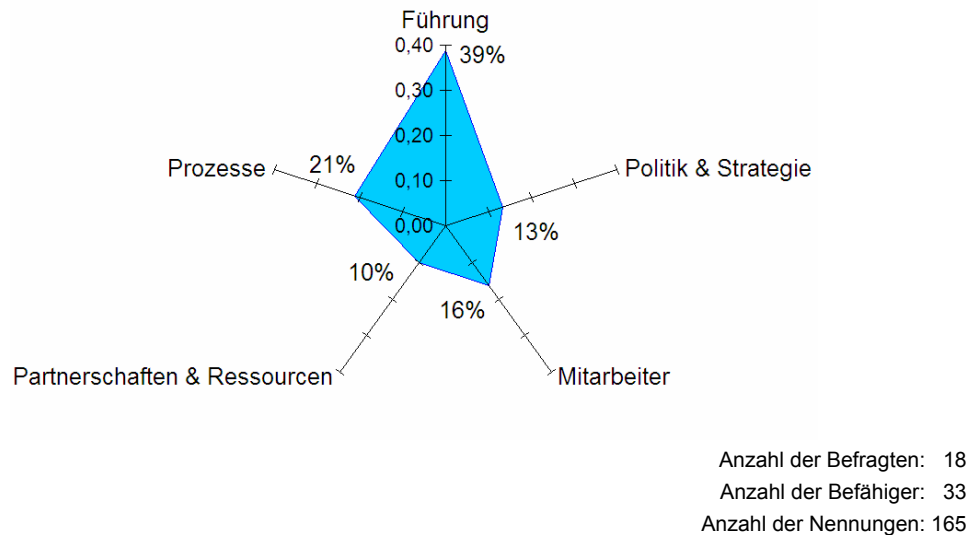 Führung
0,40
39%
0,30
0,20
Prozesse
21%
Politik & Strategie
0,10
0,00
13%
10%
16%
Partnerschaften & Ressourcen
Mitarbeiter
Anzahl der Befragten: 18
Anzahl der Befähiger: 33
Anzahl der Nennungen: 165